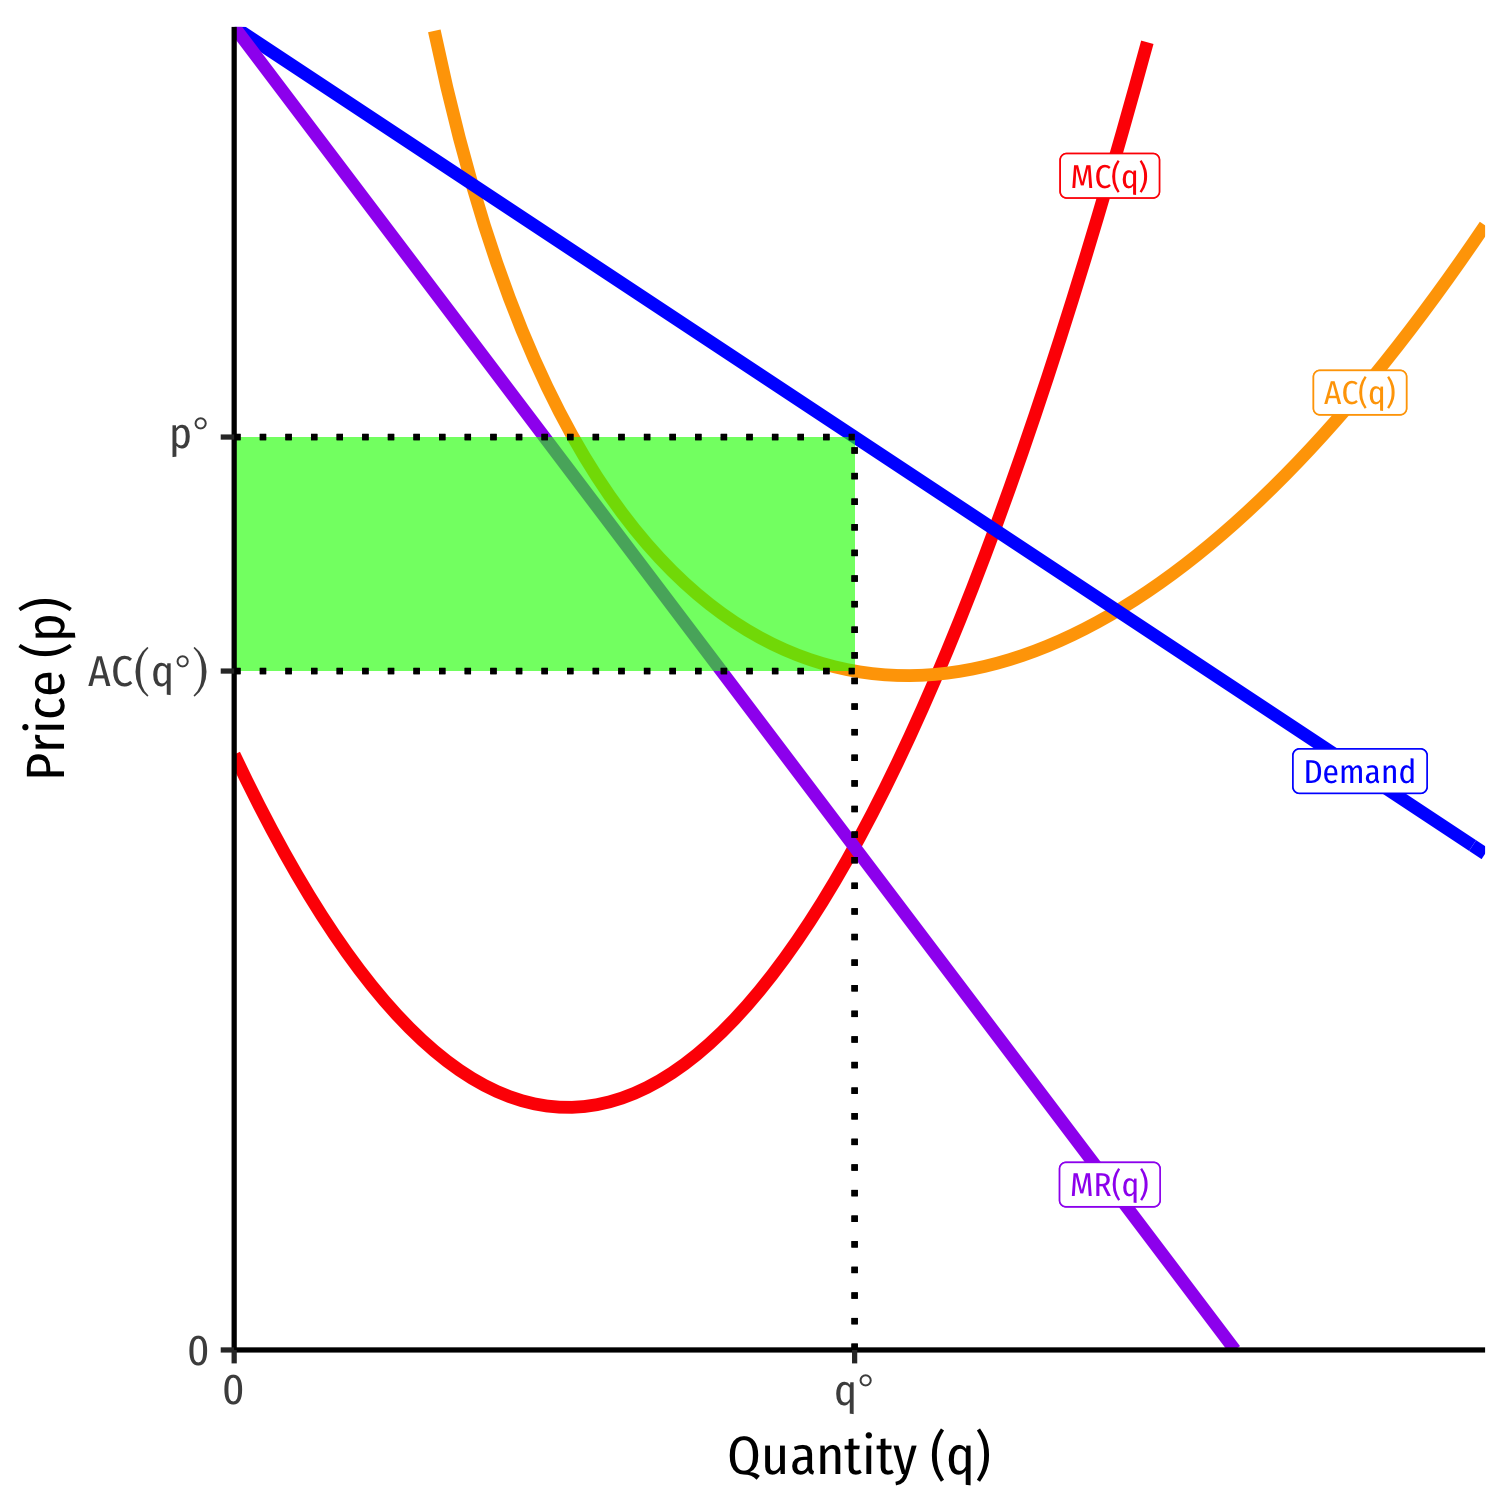 MC(q)
AC(q)
p°
Price (p)
AC(q°)
Demand
MR(q)
0
0
q°
Quantity (q)